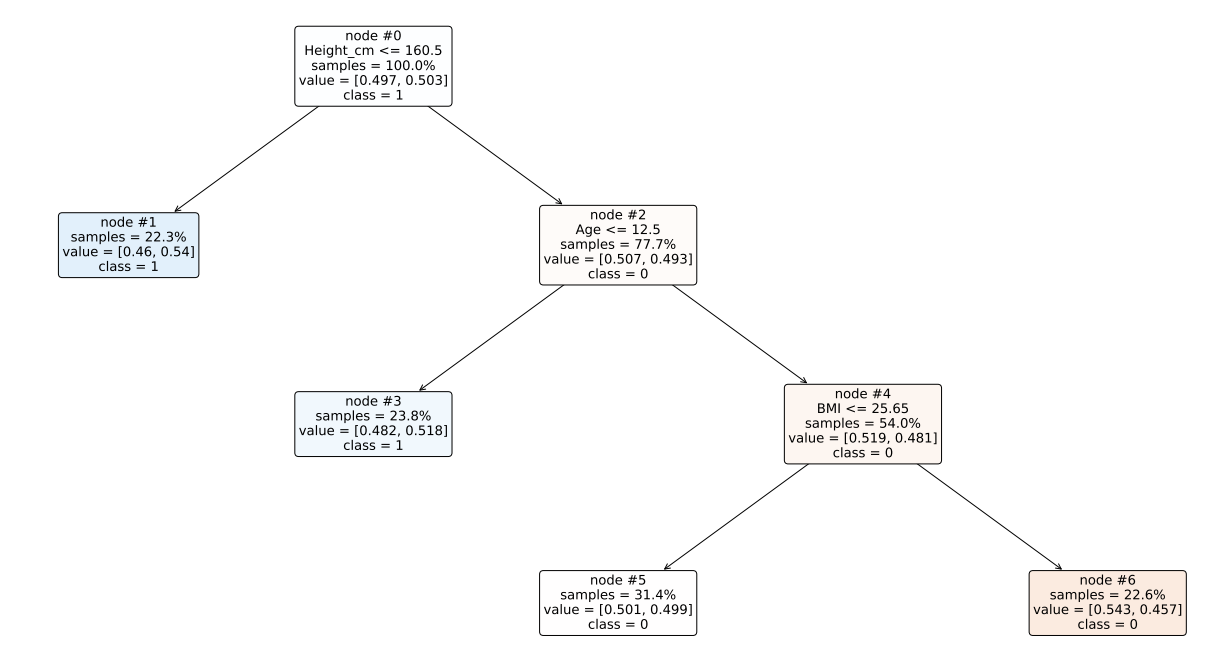 node #0
Height_cm <= 160.5
samples = 100.0%
value = [0.497, 0.503]
class = 1
node #1
samples = 22.3%
value = [0.46, 0.54]
class = 1
node #2
Age <= 12.5
samples = 77.7%
value = [0.507, 0.493]
class = 0
node #3
samples = 23.8%
value = [0.482, 0.518]
class = 1
node #4
BMI <= 25.65
samples = 54.0%
value = [0.519, 0.481]
class = 0
node #5
samples = 31.4%
value = [0.501, 0.499]
class = 0
node #6
samples = 22.6%
value = [0.543, 0.457]
class = 0